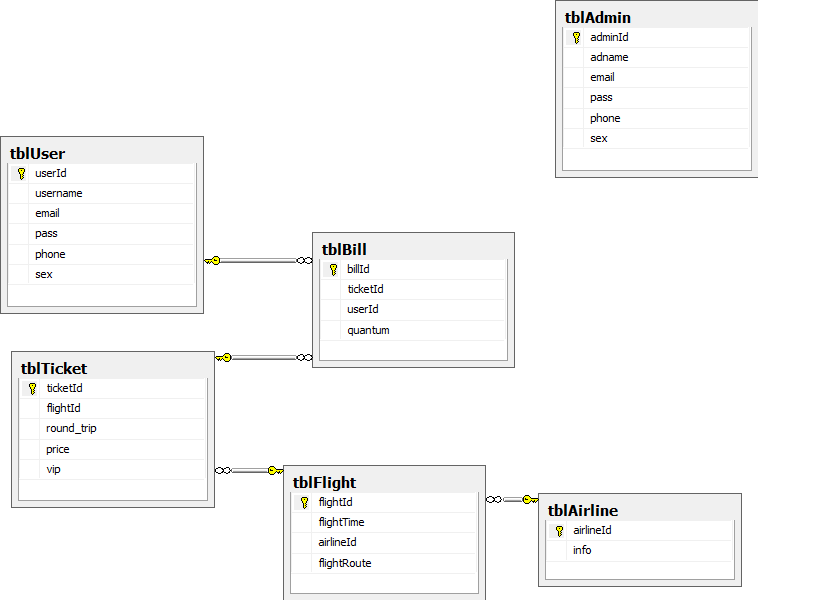 tblAdmin
adminId
adname
email
pass
phone
sex
tblUser
userId
username
email
pass
phone
sex
tblBill
billId
ticketId
userId
quantum
tblTicket
ticketId
flightId
round_trip
price
vip
tblFlight
flightId
flightTime
airlineId
flightRoute
tblAirline
airlineId
info